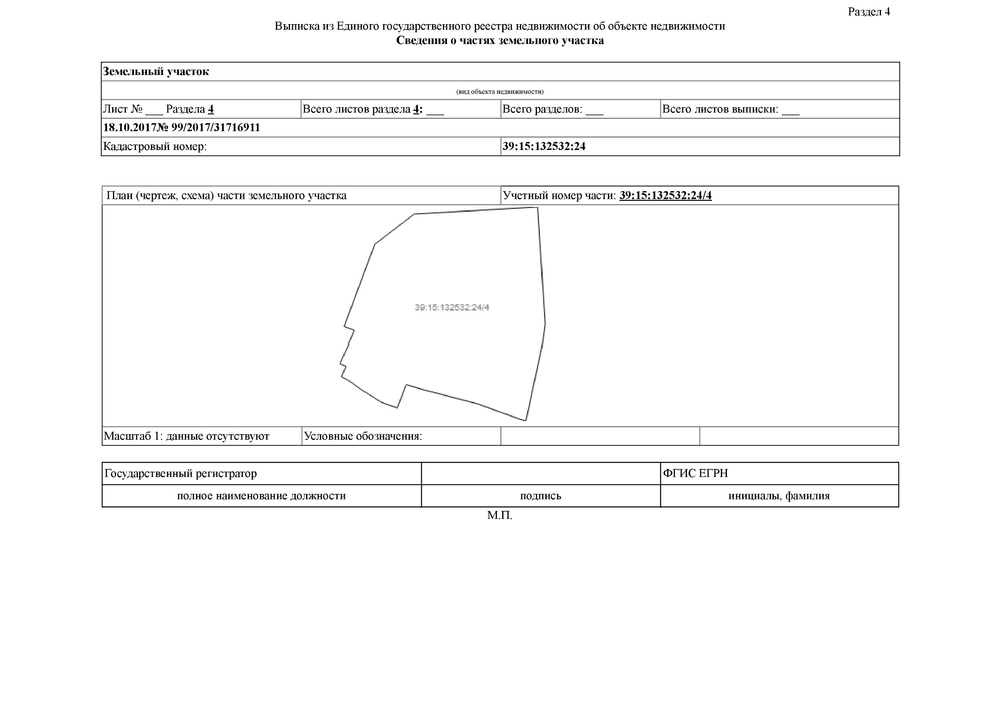 Раздел 4
Выписка из Единого государственного реестра недвижимости об объекте недвижимости
Сведения о частях земельного участка
Земельный участок
(вид объекта недвижимости)
Лист № ___ Раздела 4 Всего листов раздела 4: ___ Всего разделов: ___ Всего листов выписки: ___
18.10.2017№ 99/2017/31716911
Кадастровый номер: 39:15:132532:24
План (чертеж, схема) части земельного участка Учетный номер части: 39:15:132532:24/4
39:15:132532:24/4
Масштаб 1: данные отсутствуют Условные обозначения:
Государственный регистратор ФГИС ЕГРН
полное наименование должности подпись инициалы, фамилия
М.П.